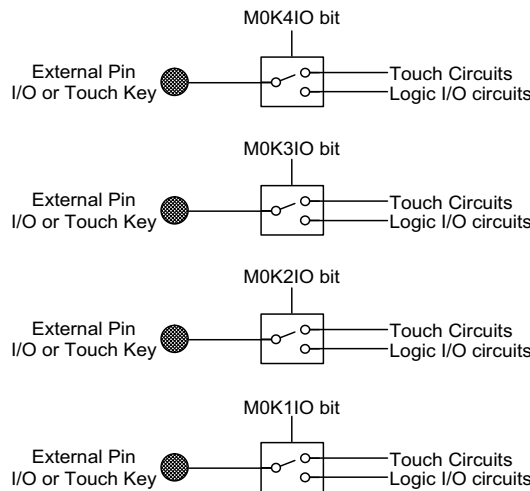 M0K4IO bit
External Pin
I/O or Touch Key
Touch Circuits
Logic I/O circuits
M0K3IO bit
External Pin
I/O or Touch Key
Touch Circuits
Logic I/O circuits
M0K2IO bit
External Pin
I/O or Touch Key
Touch Circuits
Logic I/O circuits
M0K1IO bit
External Pin
I/O or Touch Key
Touch Circuits
Logic I/O circuits